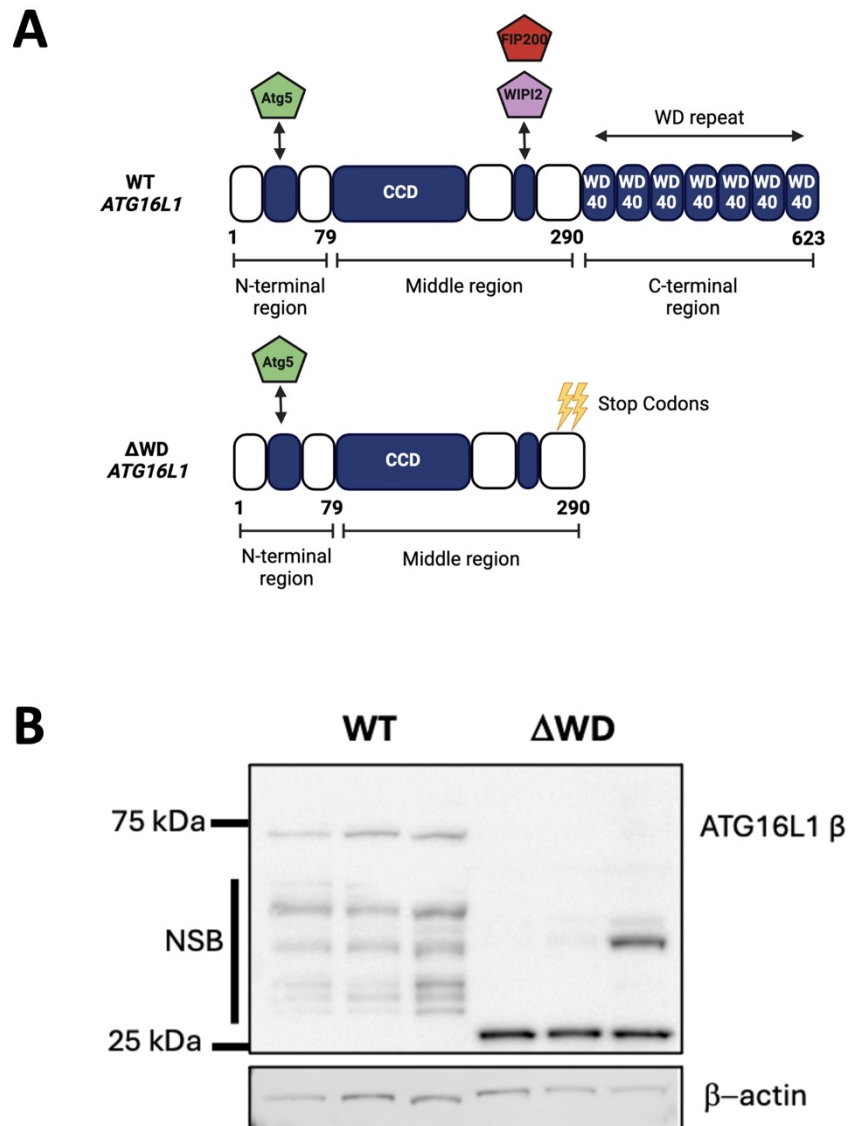 A
FIP200
Atg5
WIPI2
WD repeat
WT
ATG16L1
CCD
WD 40 WD 40 WD 40 WD 40 WD 40 WD 40 WD 40
1 79 290 623
N-terminal region
Middle region
C-terminal region
Atg5
Stop Codons
ΔWD
ATG16L1
CCD
1 79 290
N-terminal region
Middle region
B
WT ΔWD
75 kDa
ATG16L1 β
NSB
25 kDa
β–actin